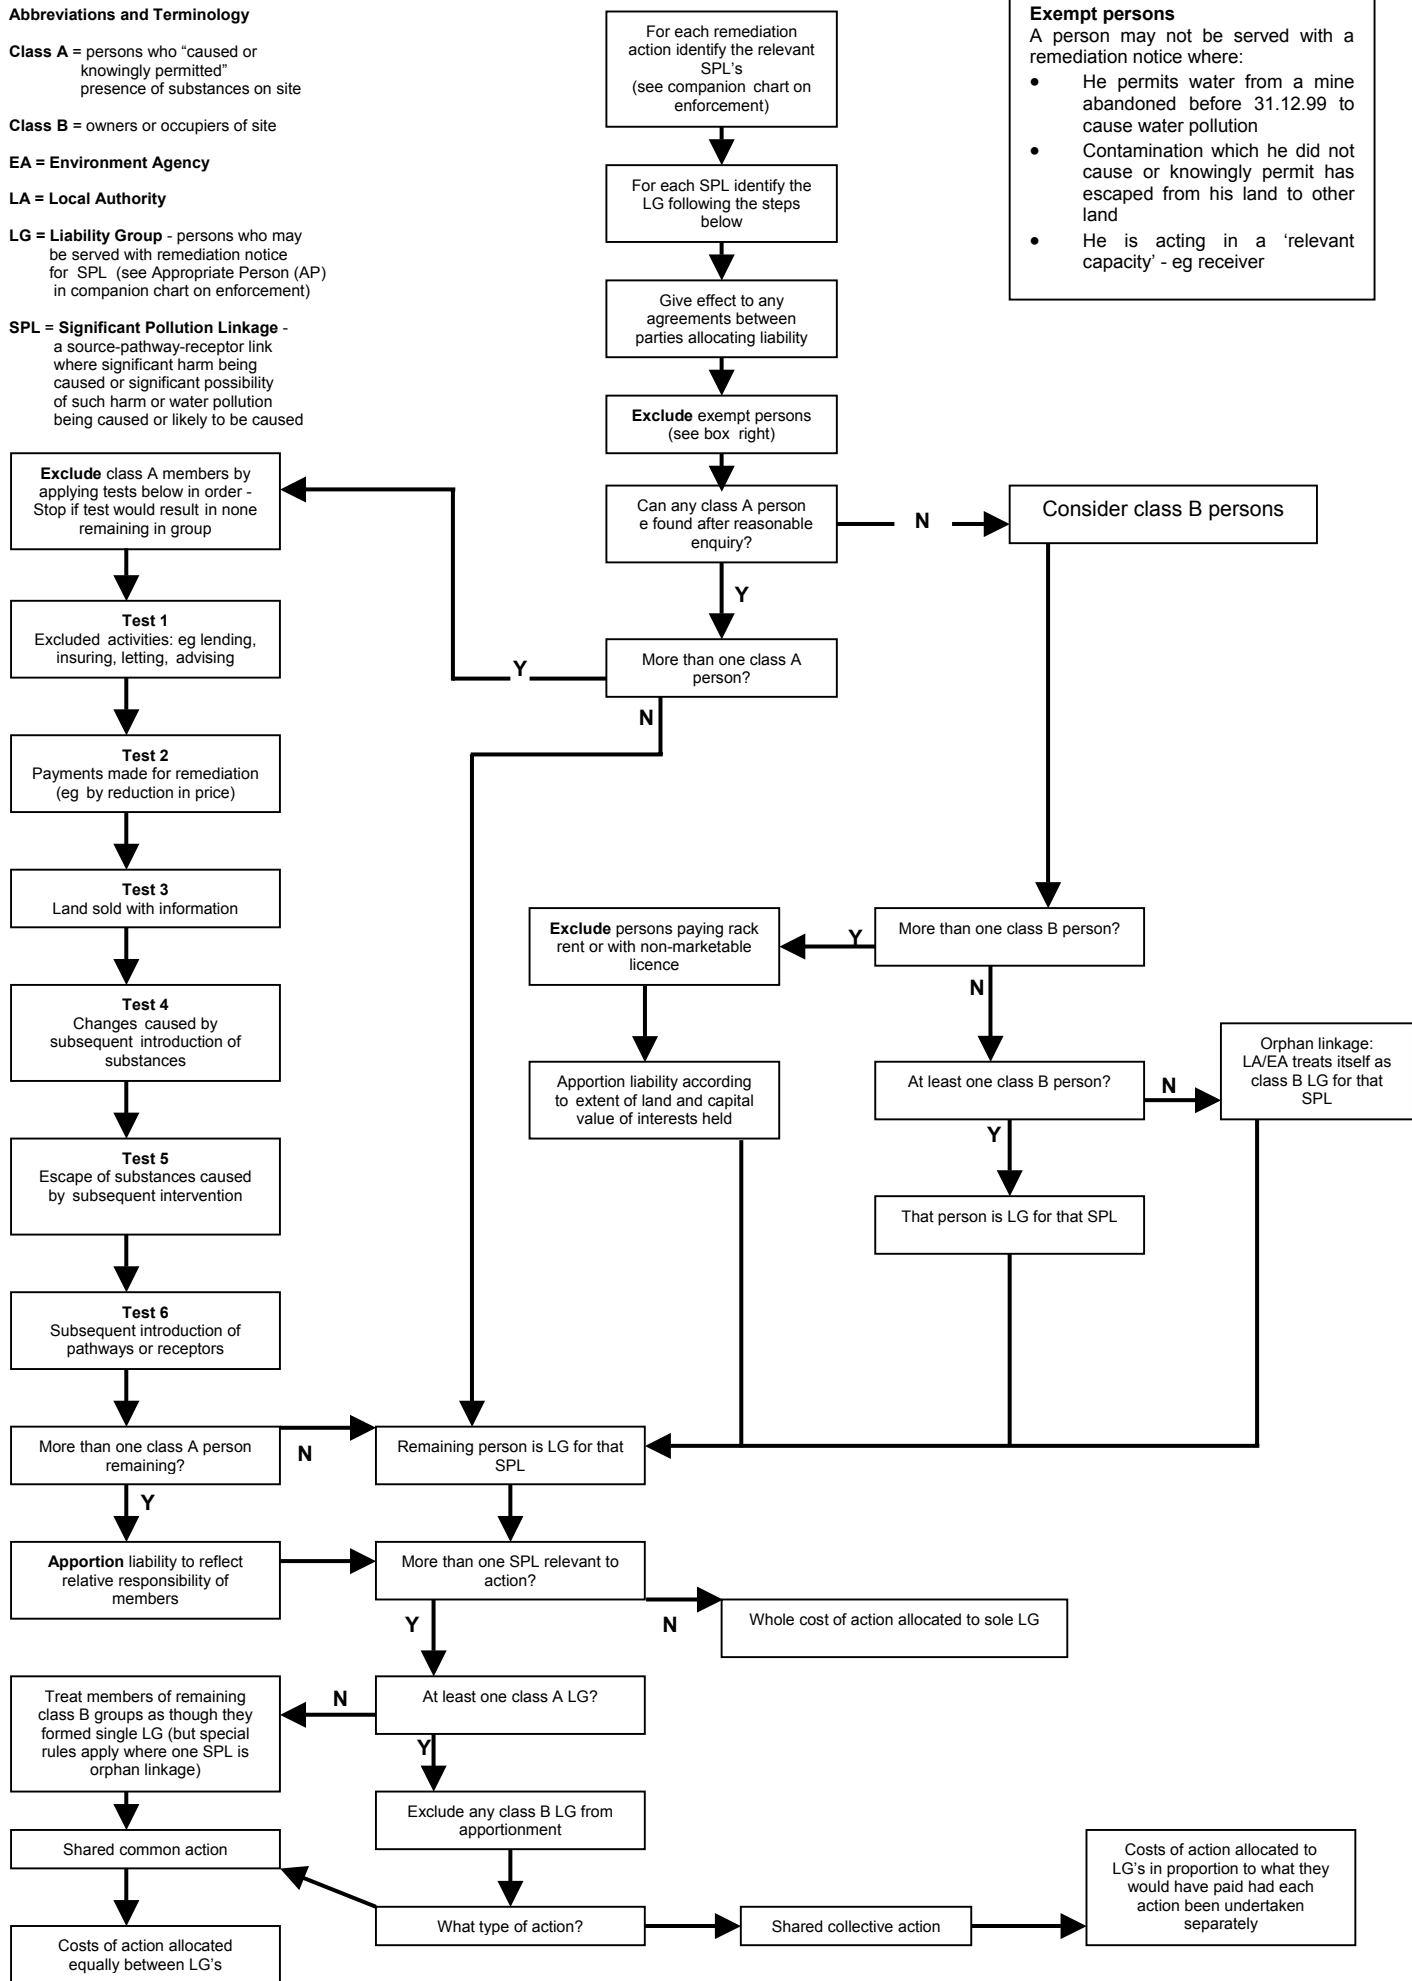 Abbreviations and Terminology
Class A = persons who “caused or
knowingly permitted”
presence of substances on site
Class B = owners or occupiers of site
EA = Environment Agency
LA = Local Authority
LG = Liability Group - persons who may
be served with remediation notice
for SPL (see Appropriate Person (AP)
in companion chart on enforcement)
SPL = Significant Pollution Linkage -
a source-pathway-receptor link
where significant harm being
caused or significant possibility
of such harm or water pollution
being caused or likely to be caused
For each remediation
action identify the relevant
SPL’s
(see companion chart on
enforcement)
For each SPL identify the
LG following the steps
below
Give effect to any
agreements between
parties allocating liability
Exclude exempt persons
(see box right)
Can any class A person
e found after reasonable
enquiry?
Y
N
More than one class A
person?
Y
N
Exempt persons
A person may not be served with a
remediation notice where:
• He permits water from a mine
abandoned before 31.12.99 to
cause water pollution
• Contamination which he did not
cause or knowingly permit has
escaped from his land to other
land
• He is acting in a ‘relevant
capacity’ - eg receiver
Consider class B persons
Exclude class A members by
applying tests below in order -
Stop if test would result in none
remaining in group
Test 1
Excluded activities: eg lending,
insuring, letting, advising
Test 2
Payments made for remediation
(eg by reduction in price)
Test 3
Land sold with information
Test 4
Changes caused by
subsequent introduction of
substances
Test 5
Escape of substances caused
by subsequent intervention
Test 6
Subsequent introduction of
pathways or receptors
More than one class A person
remaining?
N
Y
Apportion liability to reflect
relative responsibility of
members
More than one class B person?
Y
N
Exclude persons paying rack
rent or with non-marketable
licence
Apportion liability according
to extent of land and capital
value of interests held
At least one class B person?
N
Y
Orphan linkage:
LA/EA treats itself as
class B LG for that
SPL
That person is LG for that SPL
Remaining person is LG for that
SPL
More than one SPL relevant to
action?
Y
N
Whole cost of action allocated to sole LG
At least one class A LG?
N
Y
Treat members of remaining
class B groups as though they
formed single LG (but special
rules apply where one SPL is
orphan linkage)
Exclude any class B LG from
apportionment
Shared common action
What type of action?
Shared collective action
Costs of action allocated to
LG’s in proportion to what they
would have paid had each
action been undertaken
separately
Costs of action allocated
equally between LG’s